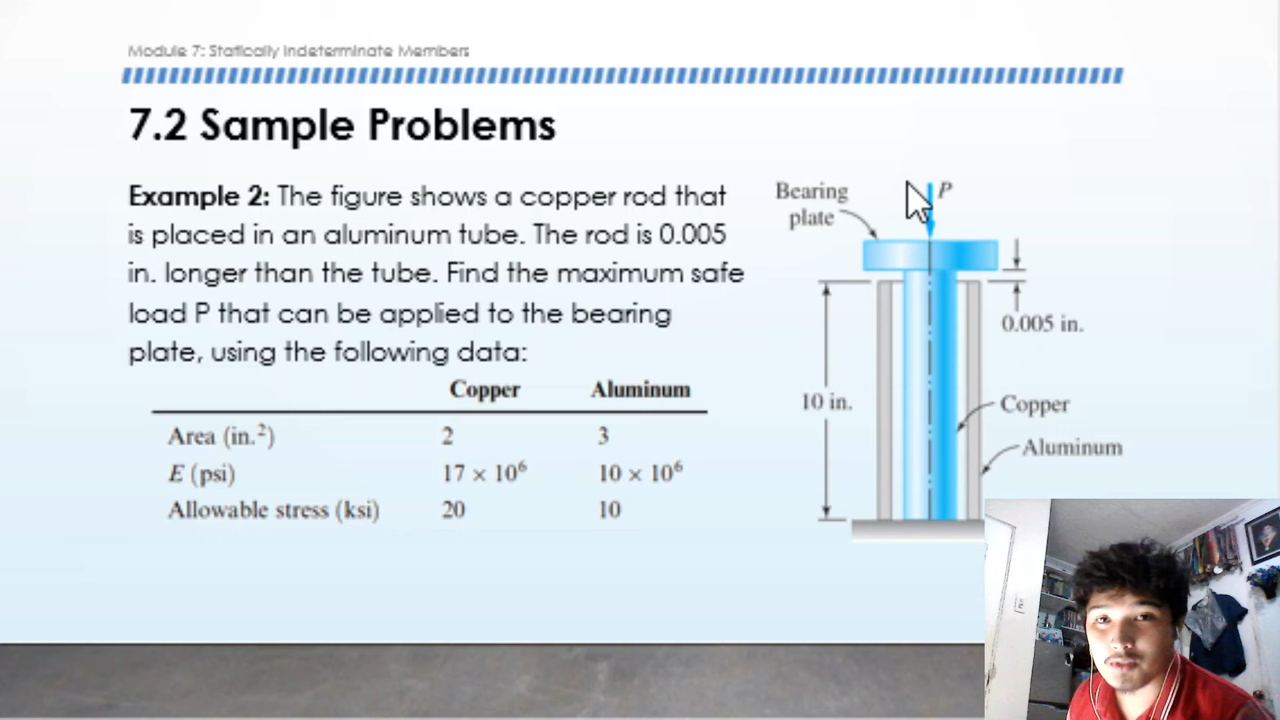 Module 7: Statically Indeterminate Members
7.2 Sample Problems
Example 2: The figure shows a copper rod that
is placed in an aluminum tube. The rod is 0.005
in. longer than the tube. Find the maximum safe
load P that can be applied to the bearing
plate, using the following data:
Copper Aluminum
Area (in.²) 2 3
E (psi) 17 × 10⁶ 10 × 10⁶
Allowable stress (ksi) 20 10
Bearing
plate
P
0.005 in.
10 in.
Copper
Aluminum